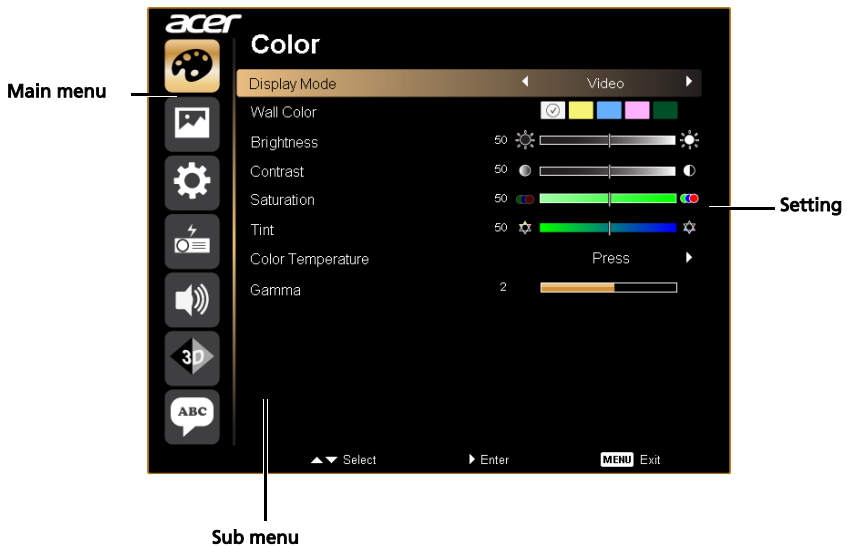 acer
Color
Main menu
Display Mode Video
Wall Color
Brightness 50
Contrast 50
Saturation 50
Setting
Tint 50
Color Temperature Press
Gamma 2
3D
ABC
Select Enter MENU Exit
Sub menu